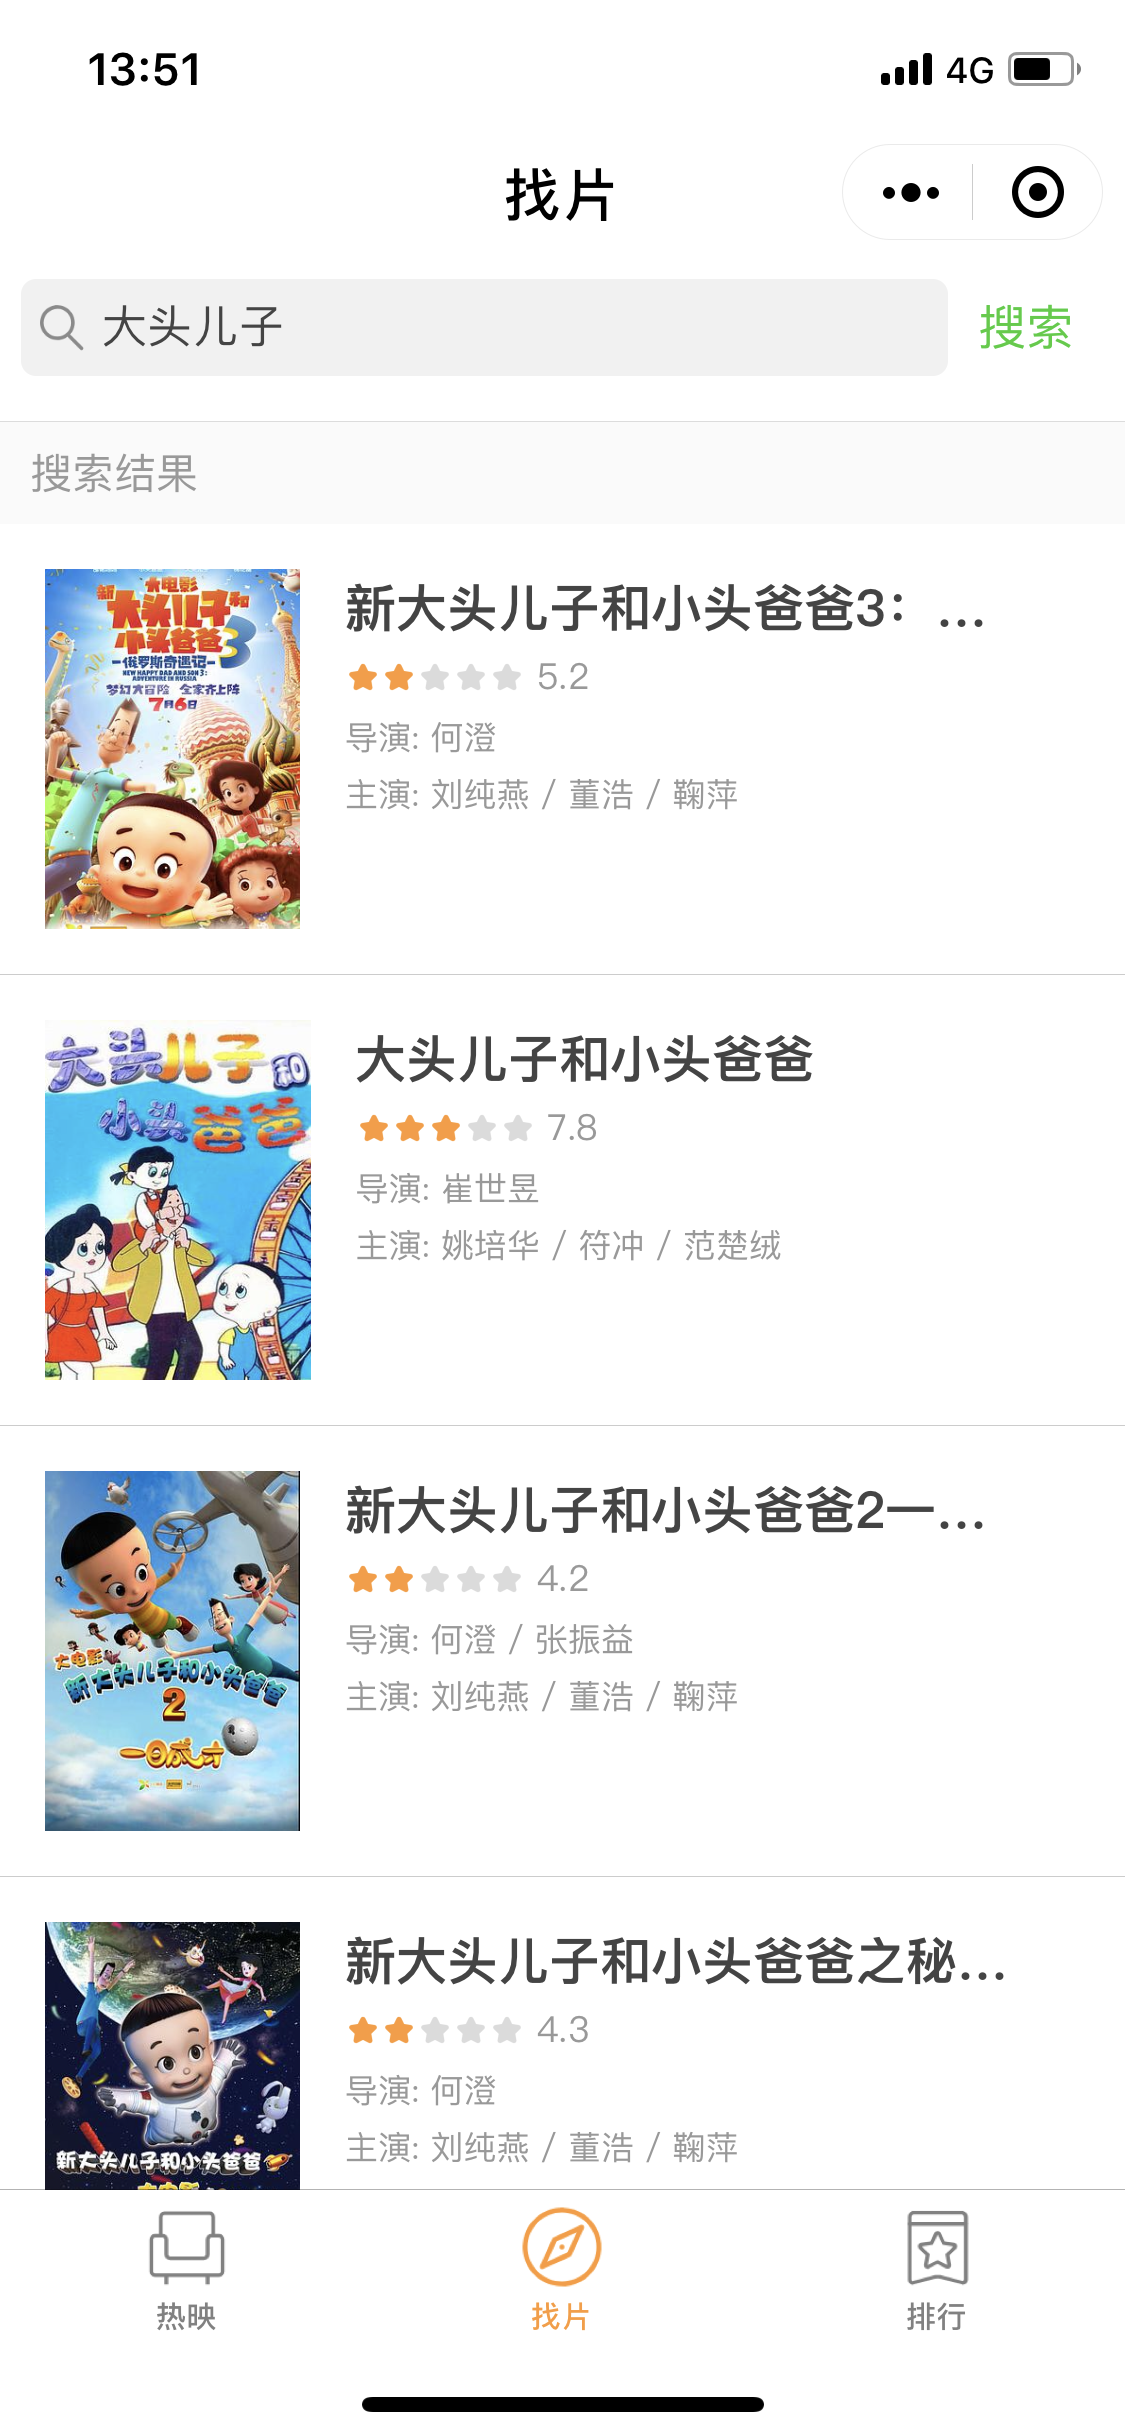 13:51
4G
找片
大头儿子
搜索
搜索结果
大电影
新大头儿子和
小头爸爸3
俄罗斯奇遇记
NEW HAPPY DAD AND SON 3:
ADVENTURE IN RUSSIA
梦幻大冒险 全家齐上阵
7月6日
新大头儿子和小头爸爸3：...
5.2
导演: 何澄
主演: 刘纯燕 / 董浩 / 鞠萍
大头儿子和
小头爸爸
大头儿子和小头爸爸
7.8
导演: 崔世昱
主演: 姚培华 / 符冲 / 范楚绒
大电影
新大头儿子和小头爸爸
2
一日成才
新大头儿子和小头爸爸2一...
4.2
导演: 何澄 / 张振益
主演: 刘纯燕 / 董浩 / 鞠萍
新大头儿子和小头爸爸
新大头儿子和小头爸爸之秘...
4.3
导演: 何澄
主演: 刘纯燕 / 董浩 / 鞠萍
热映
找片
排行